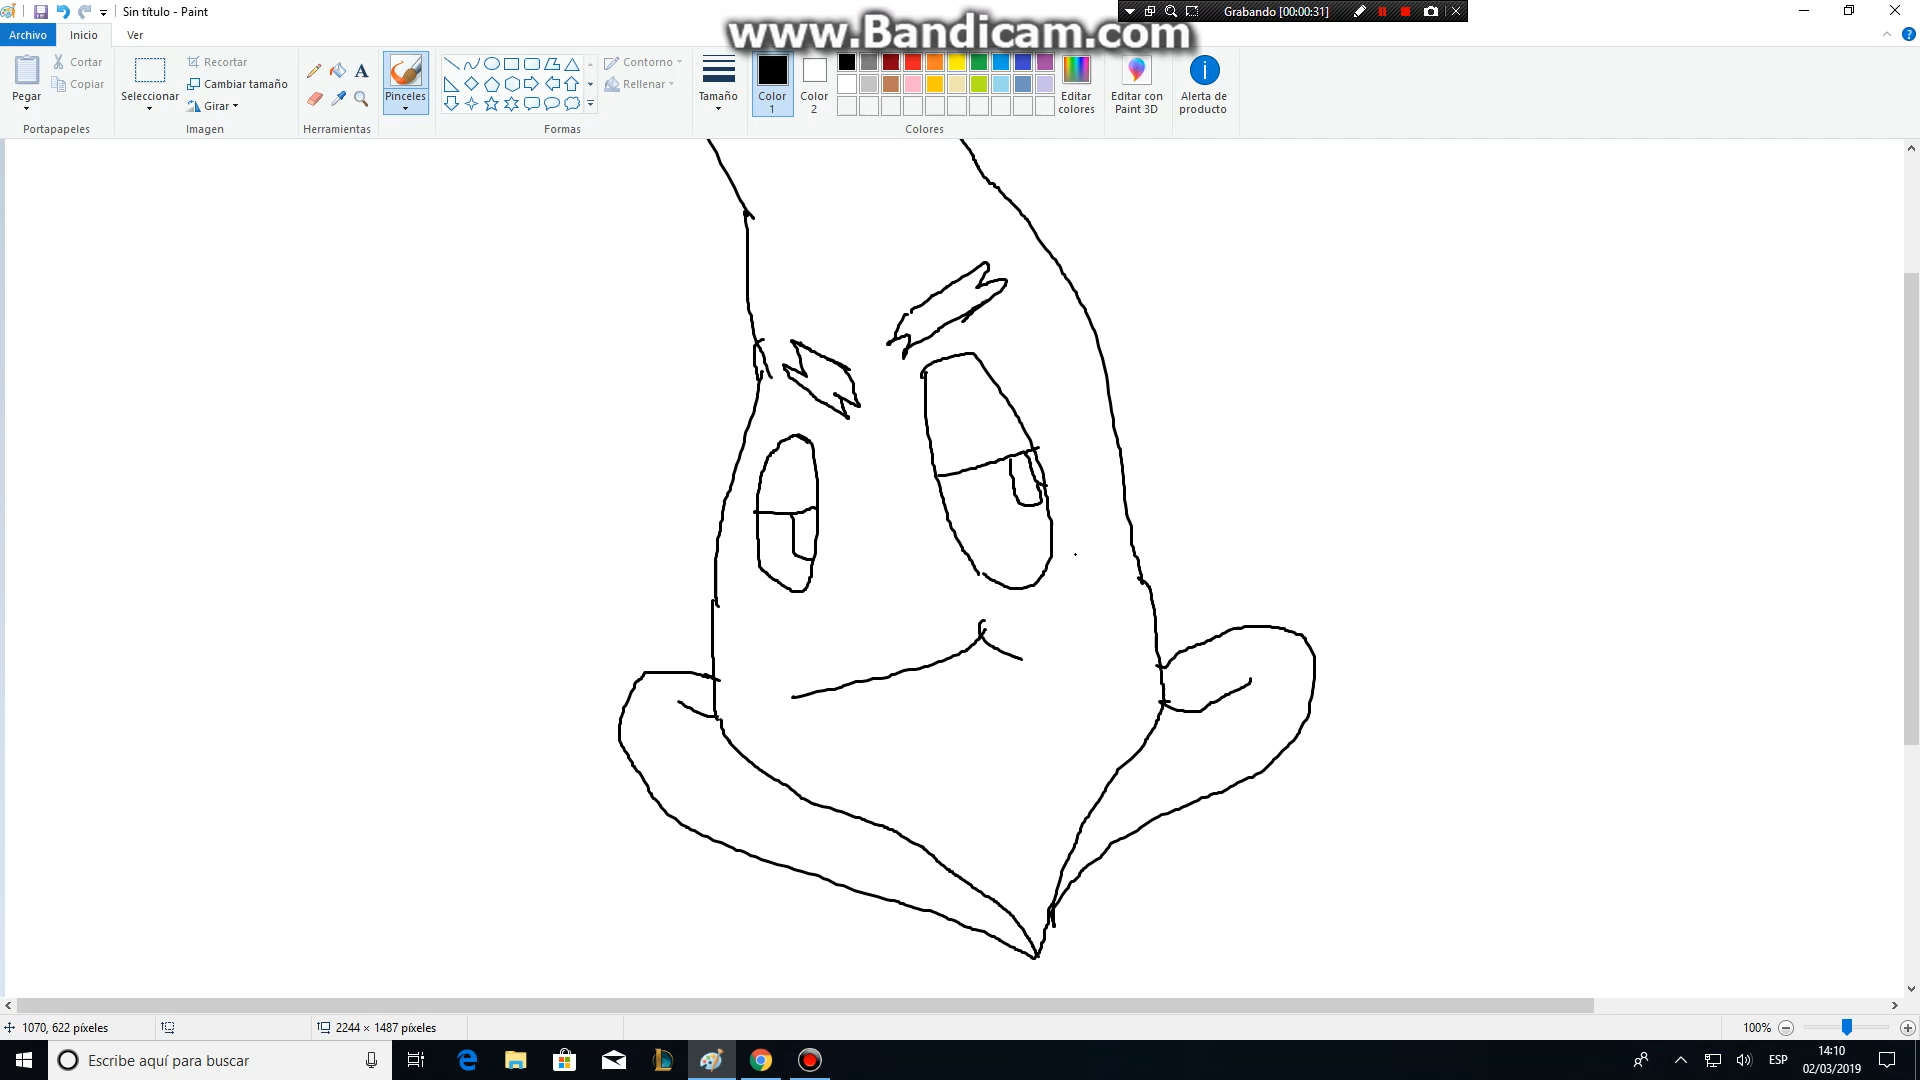 Sin título - Paint
Grabando [00:00:31]
www.Bandicam.com
Archivo
Inicio
Ver
Pegar
Cortar
Copiar
Portapapeles
Seleccionar
Recortar
Cambiar tamaño
Girar
Imagen
A
Herramientas
Pinceles
Contorno
Rellenar
Formas
Tamaño
Color
1
Color
2
Colores
Editar
colores
Editar con
Paint 3D
Alerta de
producto
1070, 622 píxeles
2244 × 1487 píxeles
100%
Escribe aquí para buscar
ESP
14:10
02/03/2019